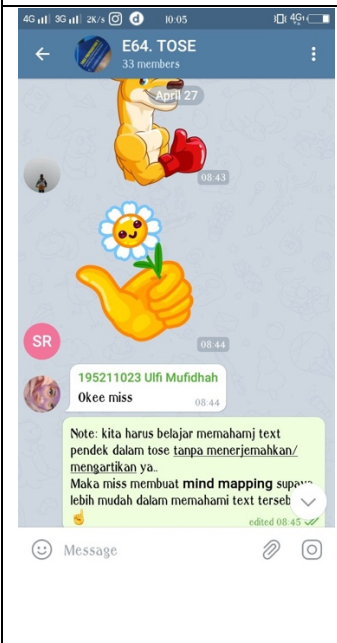 4G 3G 2K/s 10:05 4G
E64. TOSE
33 members
April 27
08:43
SR
08:44
195211023 Ulfi Mufidhah
Okee miss
08:44
Note: kita harus belajar memahamj text
pendek dalam tose tanpa menerjemahkan/
mengartikan ya..
Maka miss membuat mind mapping supaya
lebih mudah dalam memahami text terseb
edited 08:45
Message